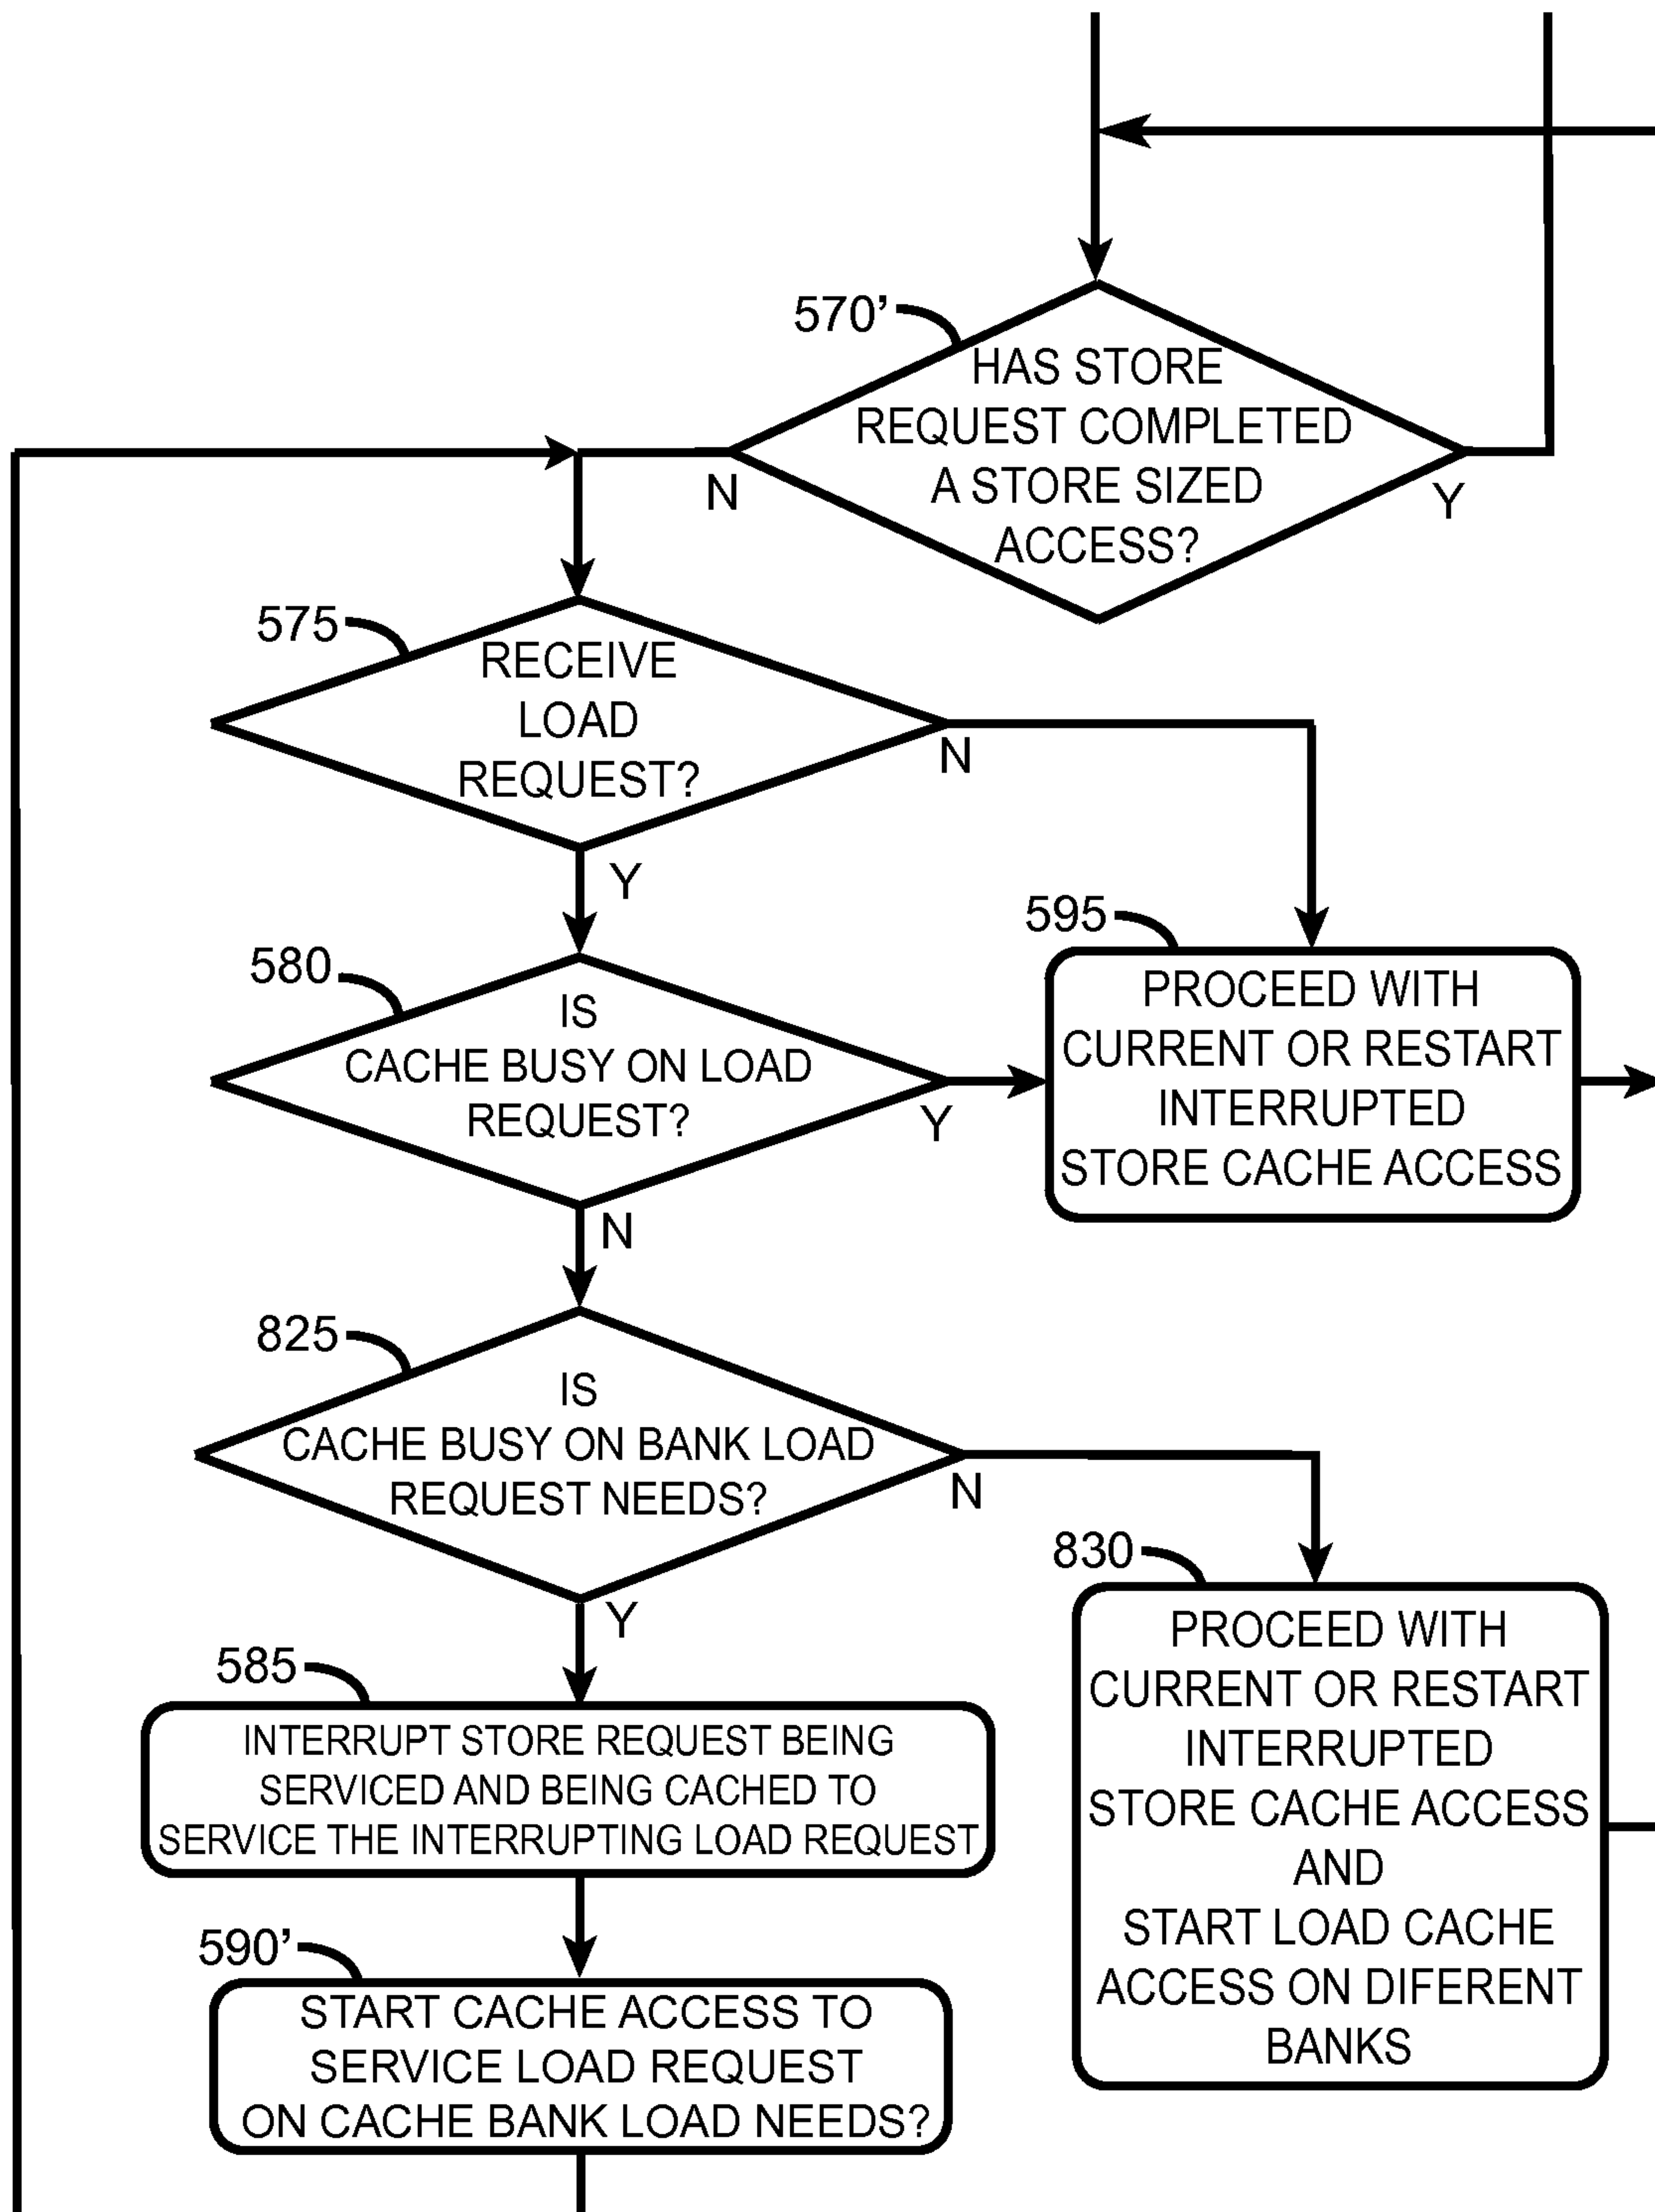 570’
HAS STORE
REQUEST COMPLETED
A STORE SIZED
ACCESS?
N
Y
575
RECEIVE
LOAD
REQUEST?
N
Y
595
PROCEED WITH
CURRENT OR RESTART
INTERRUPTED
STORE CACHE ACCESS
580
IS
CACHE BUSY ON LOAD
REQUEST?
Y
N
825
IS
CACHE BUSY ON BANK LOAD
REQUEST NEEDS?
N
Y
830
PROCEED WITH
CURRENT OR RESTART
INTERRUPTED
STORE CACHE ACCESS
AND
START LOAD CACHE
ACCESS ON DIFERENT
BANKS
585
INTERRUPT STORE REQUEST BEING
SERVICED AND BEING CACHED TO
SERVICE THE INTERRUPTING LOAD REQUEST
590’
START CACHE ACCESS TO
SERVICE LOAD REQUEST
ON CACHE BANK LOAD NEEDS?